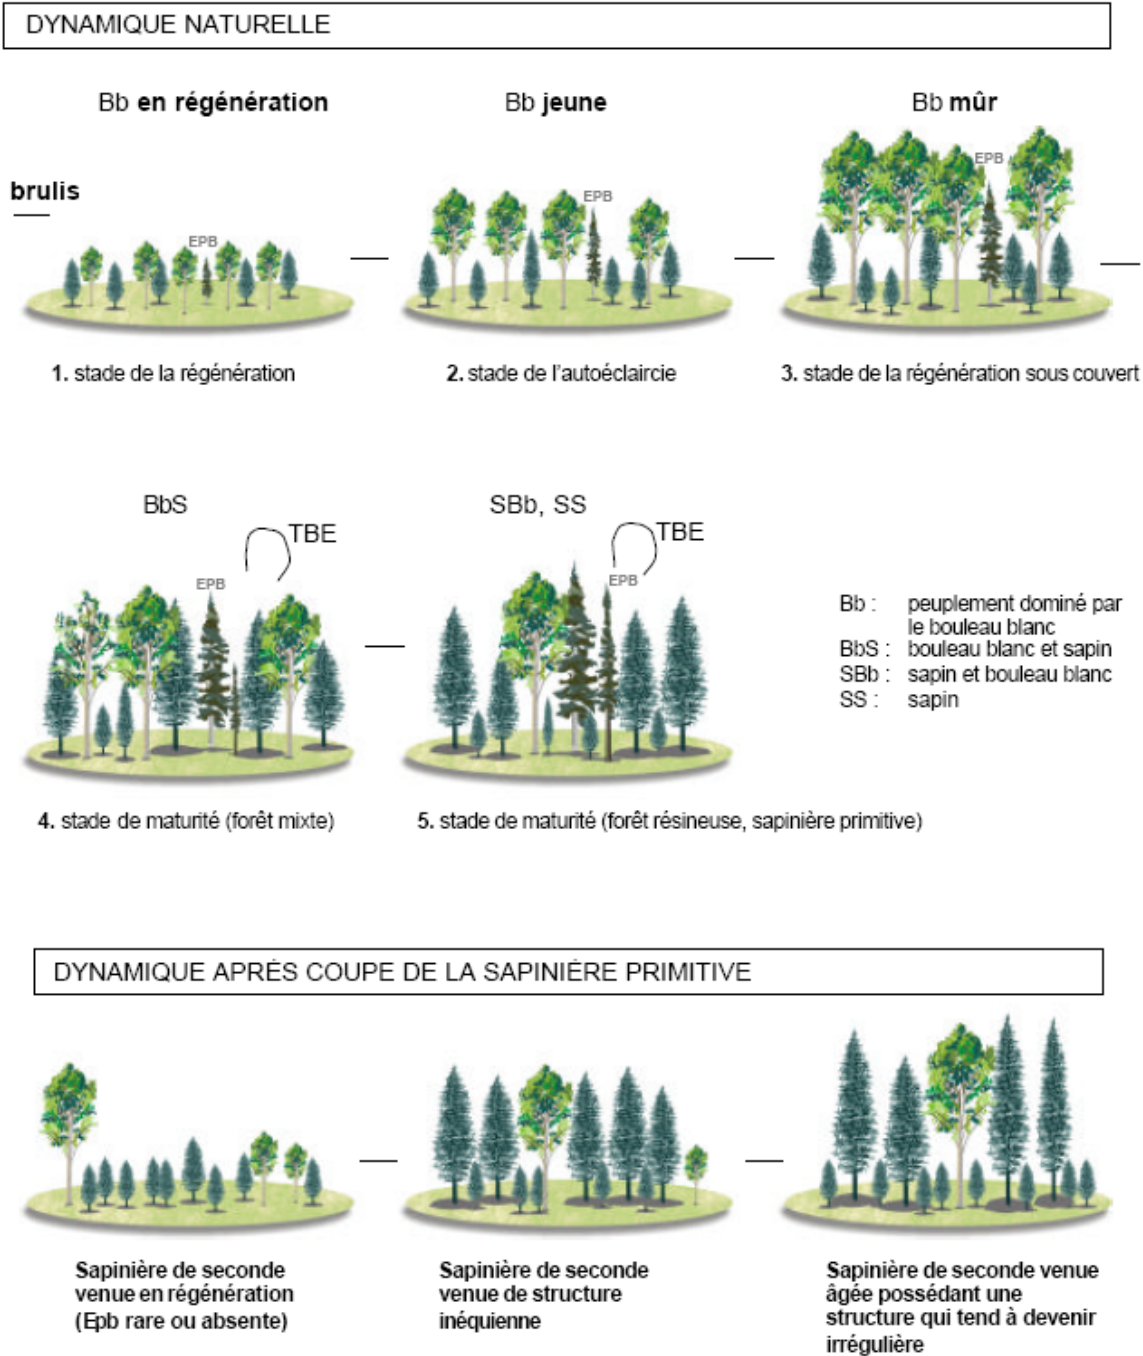 DYNAMIQUE NATURELLE
Bb en régénération
Bb jeune
Bb mûr
brulis
EPB
EPB
EPB
1. stade de la régénération
2. stade de l'autoéclaircie
3. stade de la régénération sous couvert
BbS
SBb, SS
TBE
TBE
EPB
EPB
Bb : peuplement dominé par
le bouleau blanc
BbS : bouleau blanc et sapin
SBb : sapin et bouleau blanc
SS : sapin
4. stade de maturité (forêt mixte)
5. stade de maturité (forêt résineuse, sapinière primitive)
DYNAMIQUE APRÈS COUPE DE LA SAPINIÈRE PRIMITIVE
Sapinière de seconde
venue en régénération
(Epb rare ou absente)
Sapinière de seconde
venue de structure
inéquienne
Sapinière de seconde venue
âgée possédant une
structure qui tend à devenir
irrégulière